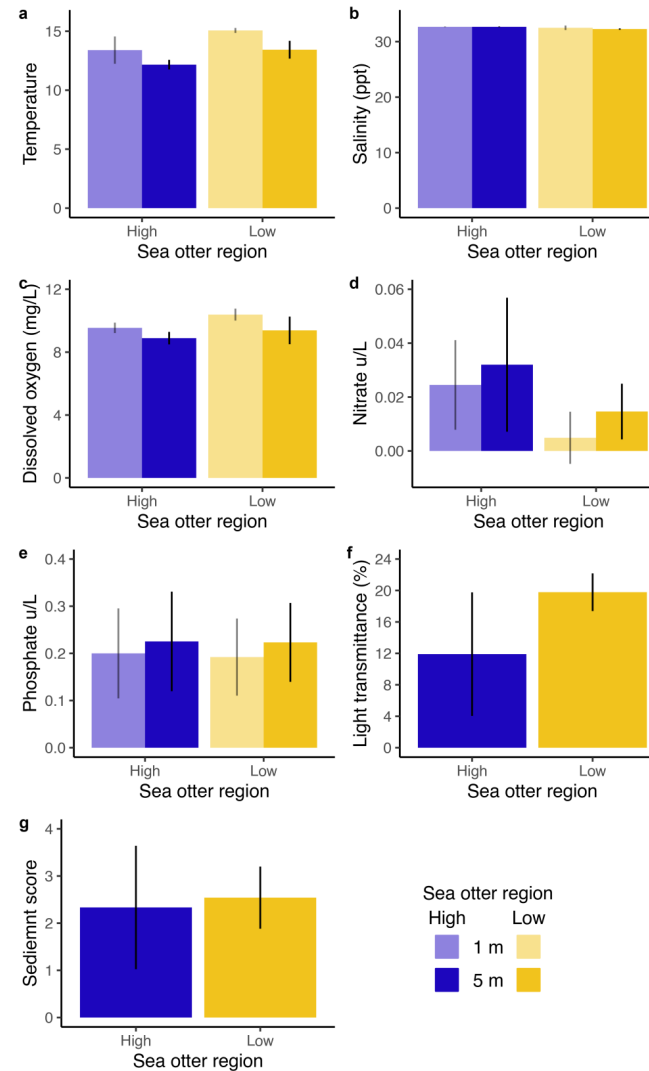 a
Temperature
15
10
5
0
High
Low
Sea otter region
b
Salinity (ppt)
30
20
10
0
High
Low
Sea otter region
c
Dissolved oxygen (mg/L)
12
8
4
0
High
Low
Sea otter region
d
Nitrate u/L
0.06
0.04
0.02
0.00
High
Low
Sea otter region
e
Phosphate u/L
0.4
0.3
0.2
0.1
0.0
High
Low
Sea otter region
f
Light transmittance (%)
24
20
16
12
8
4
0
High
Low
Sea otter region
g
Sediemnt score
4
3
2
1
0
High
Low
Sea otter region
Sea otter region
High Low
1 m
5 m